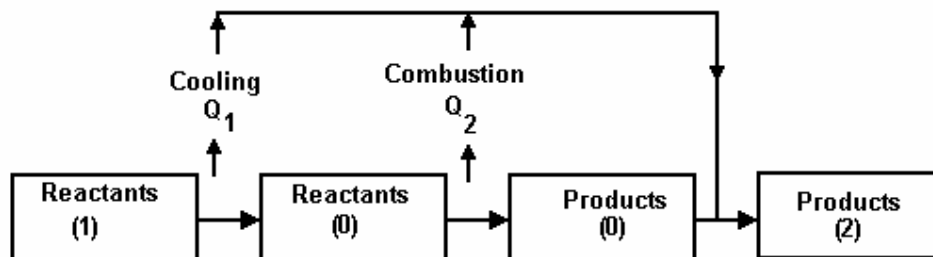 Cooling
Q1
Combustion
Q2
Reactants
(1)
Reactants
(0)
Products
(0)
Products
(2)